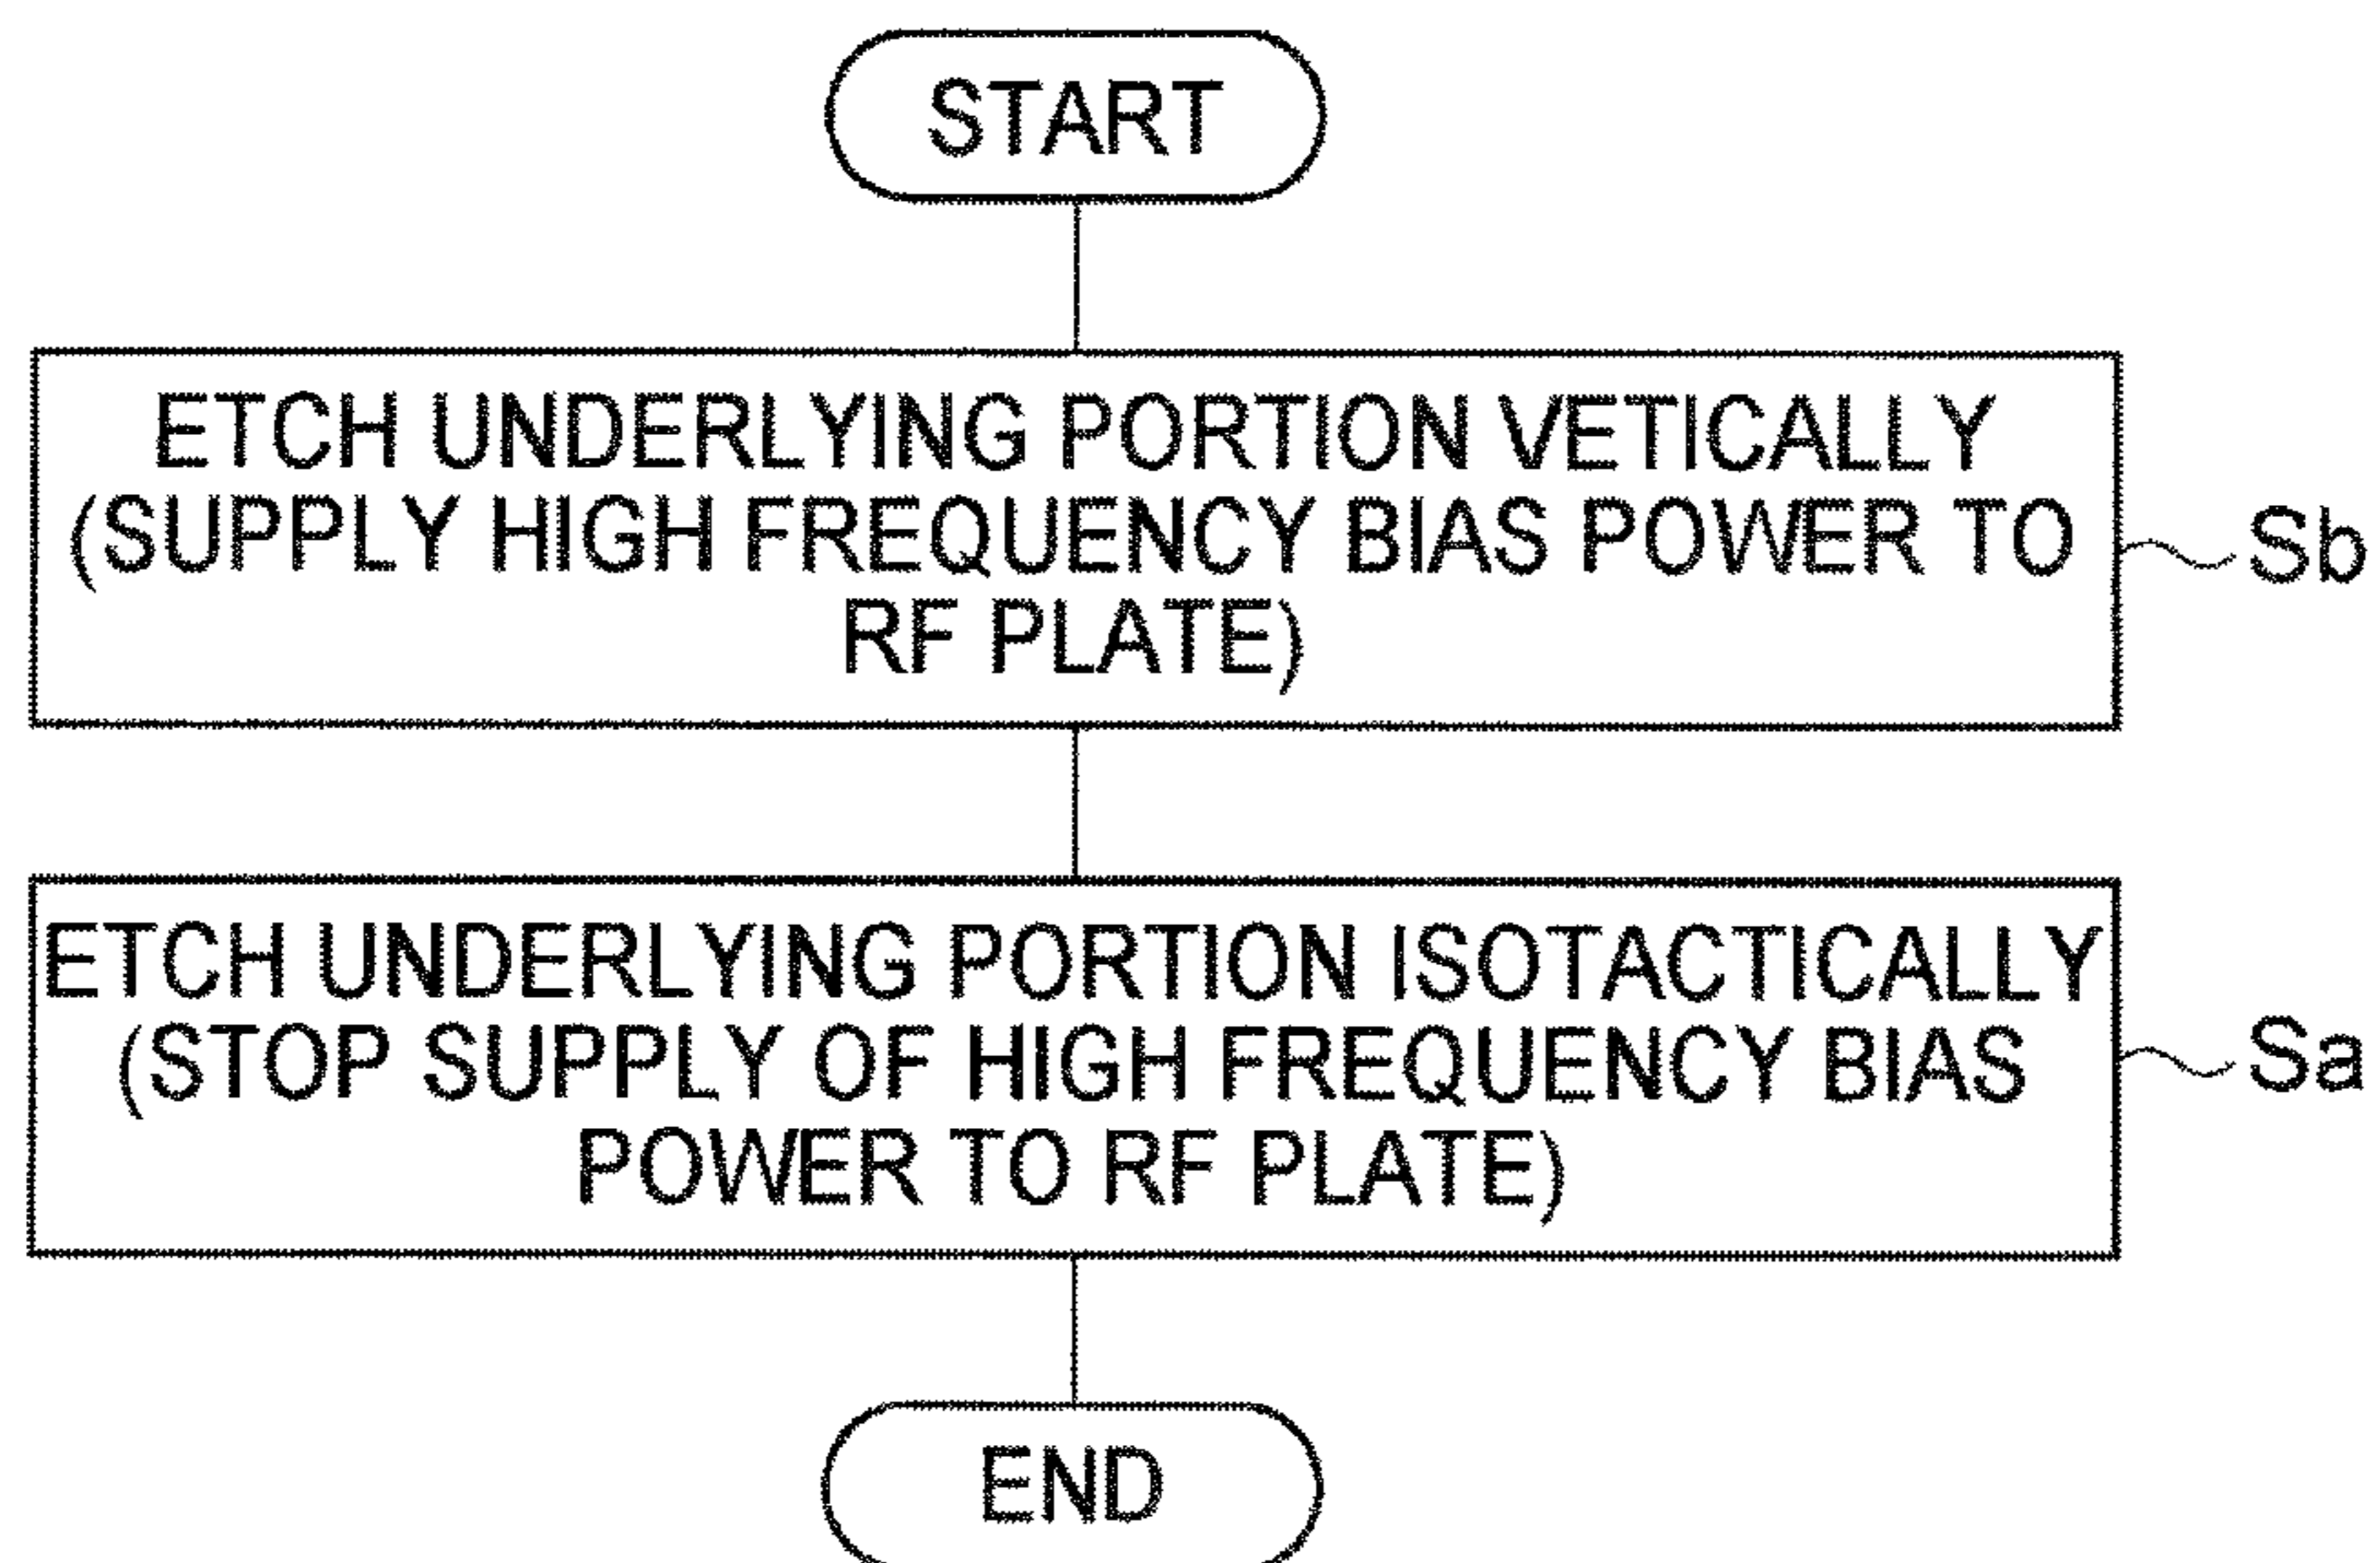 START
ETCH UNDERLYING PORTION VETICALLY
(SUPPLY HIGH FREQUENCY BIAS POWER TO
RF PLATE)
Sb
ETCH UNDERLYING PORTION ISOTACTICALLY
(STOP SUPPLY OF HIGH FREQUENCY BIAS
POWER TO RF PLATE)
Sa
END